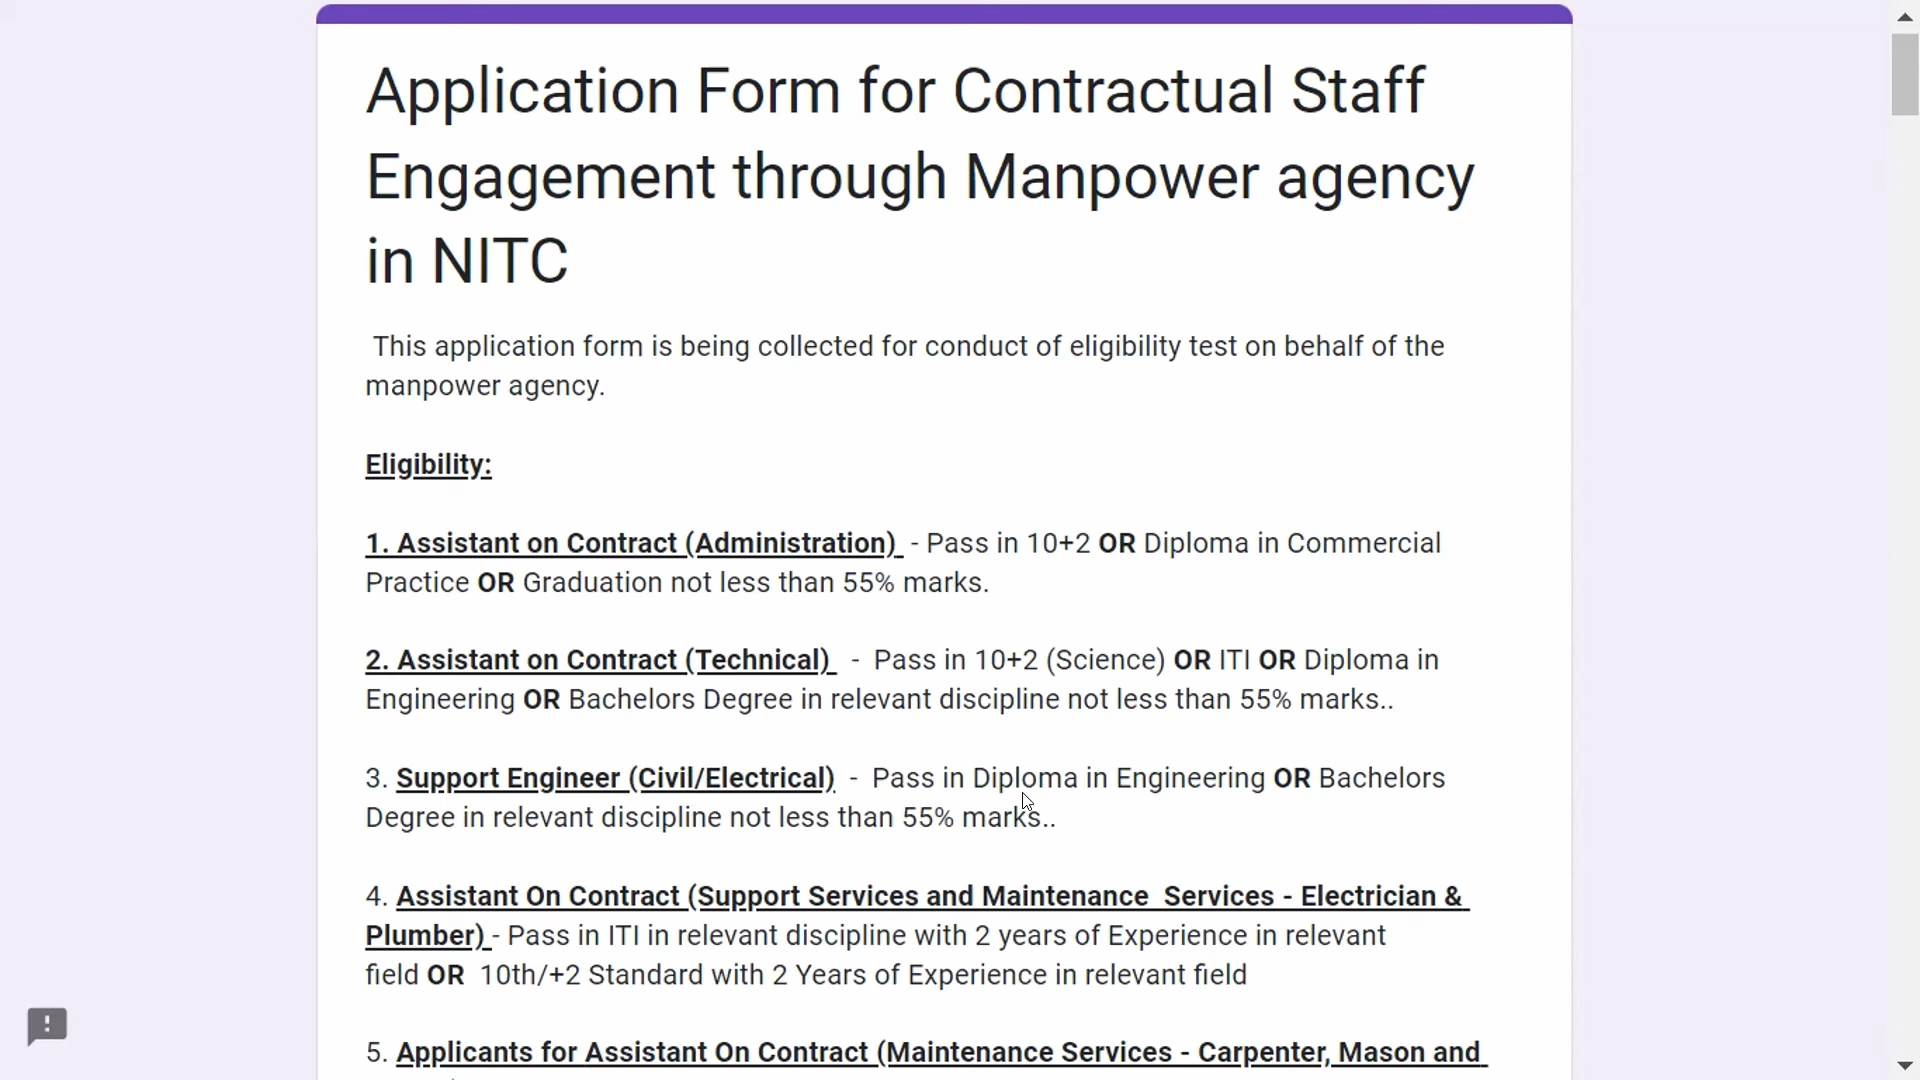 Application Form for Contractual Staff
Engagement through Manpower agency
in NITC
This application form is being collected for conduct of eligibility test on behalf of the
manpower agency.
Eligibility:
1. Assistant on Contract (Administration) - Pass in 10+2 OR Diploma in Commercial
Practice OR Graduation not less than 55% marks.
2. Assistant on Contract (Technical) - Pass in 10+2 (Science) OR ITI OR Diploma in
Engineering OR Bachelors Degree in relevant discipline not less than 55% marks..
3. Support Engineer (Civil/Electrical) - Pass in Diploma in Engineering OR Bachelors
Degree in relevant discipline not less than 55% marks..
4. Assistant On Contract (Support Services and Maintenance Services - Electrician &
Plumber) - Pass in ITI in relevant discipline with 2 years of Experience in relevant
field OR 10th/+2 Standard with 2 Years of Experience in relevant field
5. Applicants for Assistant On Contract (Maintenance Services - Carpenter, Mason and